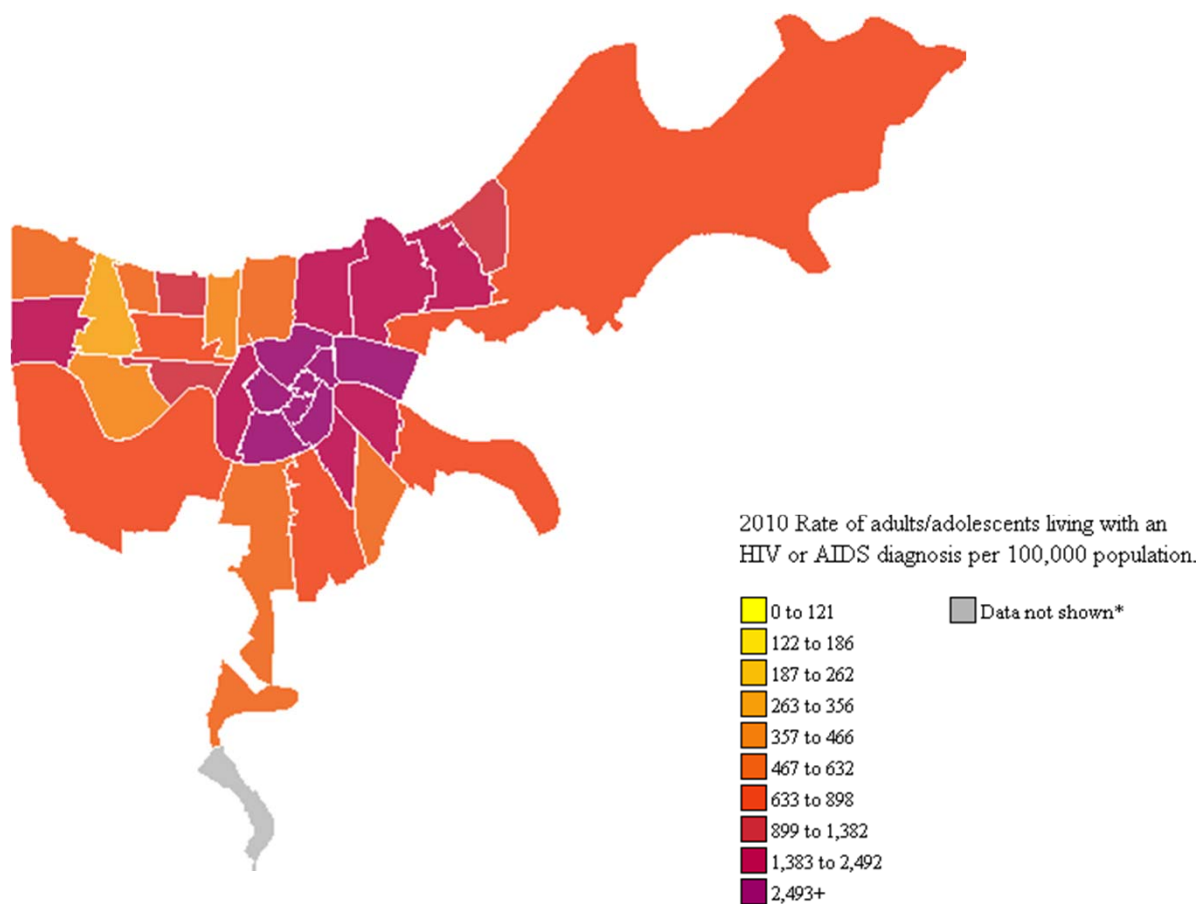 2010 Rate of adults/adolescents living with an
HIV or AIDS diagnosis per 100,000 population.
0 to 121
Data not shown*
122 to 186
187 to 262
263 to 356
357 to 466
467 to 632
633 to 898
899 to 1,382
1,383 to 2,492
2,493+